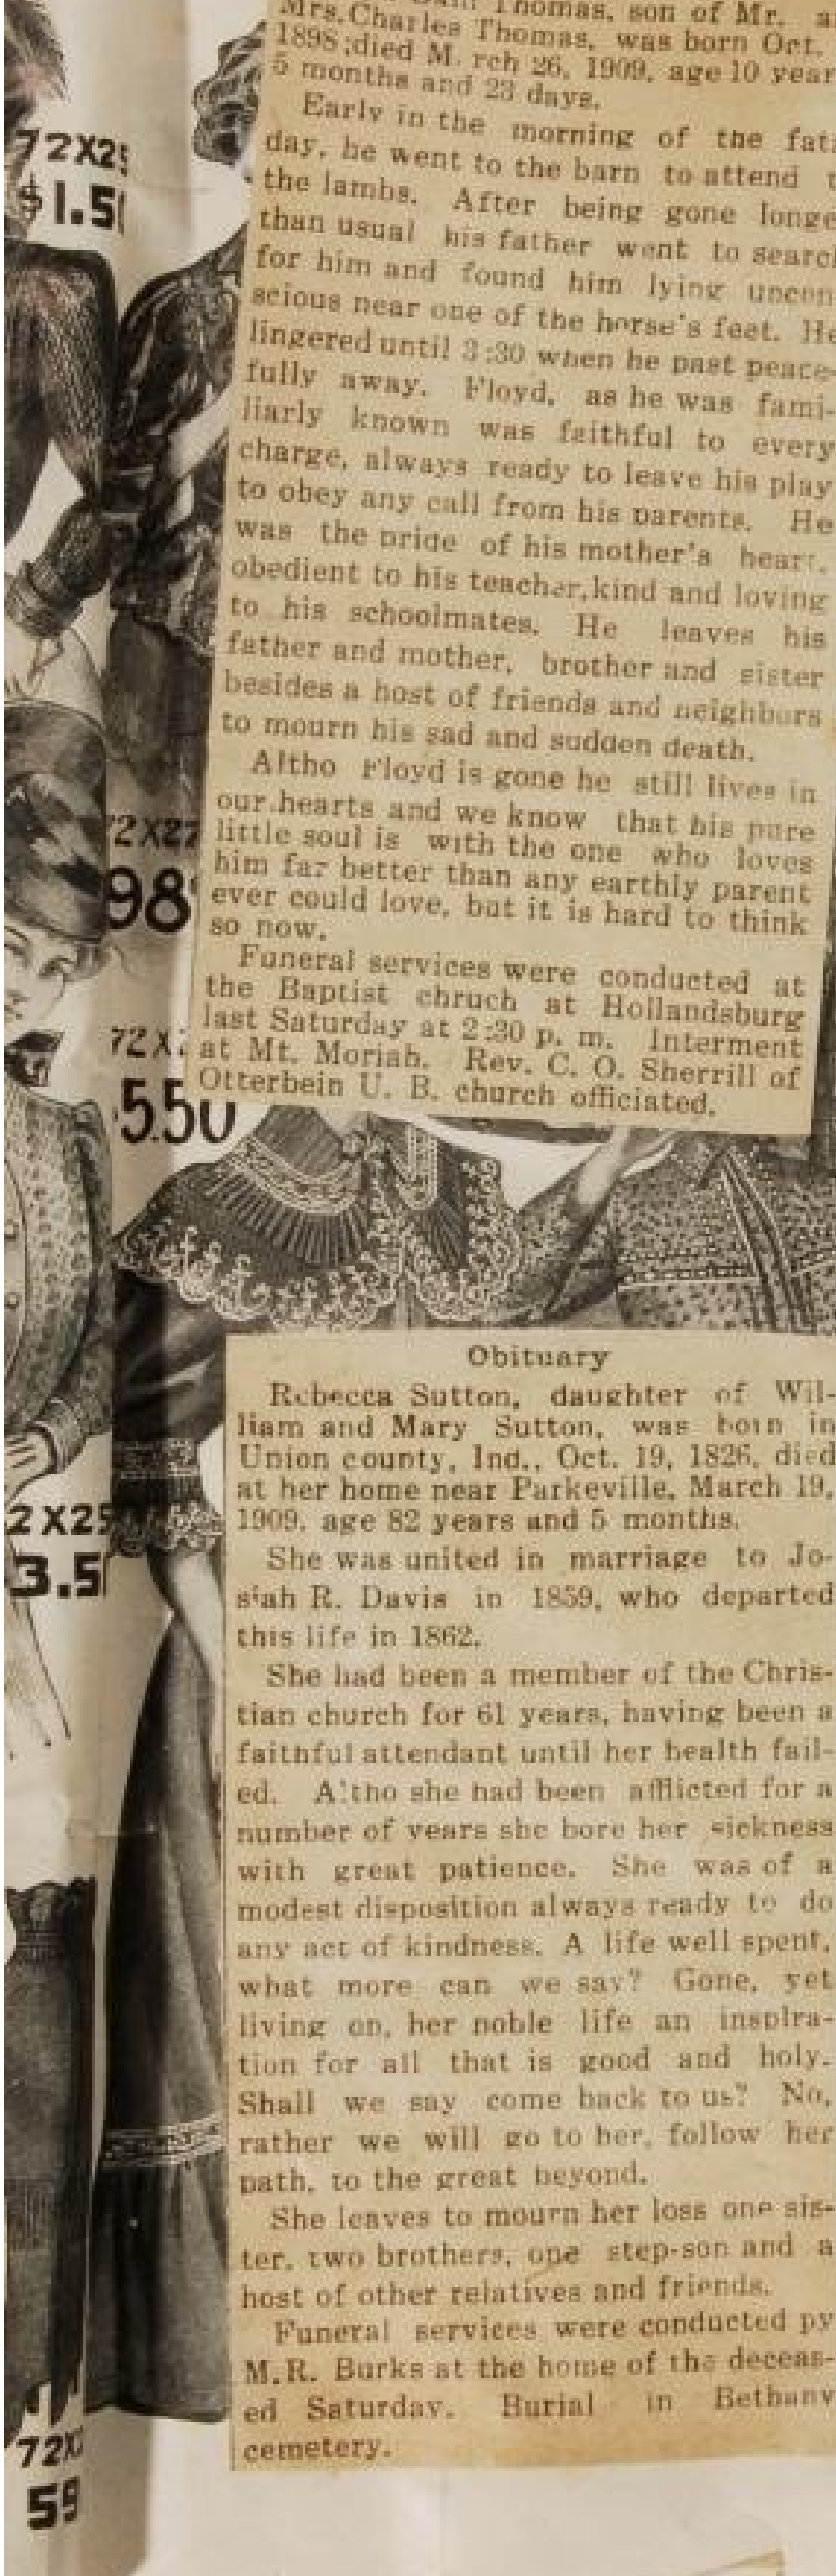 Thomas, son of Mr. a
Mrs. Charles Thomas, was born Oct.
1898;died M rch 26, 1909, age 10 year
5 months and 23 days.
Early in the morning of the fat
day, he went to the barn to attend t
the lambs. After being gone longe
than usual his father went to searc
for him and found him lying uncon-
scious near one of the horse's feet. He
lingered until 3:30 when he past peace-
fully away. Floyd, as he was fami-
liarly known was faithful to every
charge, always ready to leave his play
to obey any call from his parents. He
was the pride of his mother's heart.
obedient to his teacher,kind and loving
to his schoolmates. He leaves his
father and mother, brother and sister
besides a host of friends and neighbors
to mourn his sad and sudden death.
Altho Floyd is gone he still lives in
our hearts and we know that his pure
little soul is with the one who loves
him far better than any earthly parent
ever could love, but it is hard to think
so now.
Funeral services were conducted at
the Baptist chruch at Hollandsburg
last Saturday at 2:30 p. m. Interment
at Mt. Moriah. Rev. C. O. Sherrill of
Otterbein U. B. church officiated.
72X25
$1.5
72X27
98
72X
5.50
2X25
3.5
72X
59
Obituary
Rebecca Sutton, daughter of Wil-
liam and Mary Sutton, was born in
Union county, Ind., Oct. 19, 1826, died
at her home near Parkeville, March 19,
1909, age 82 years and 5 months.
She was united in marriage to Jo-
siah R. Davis in 1859, who departed
this life in 1862.
She had been a member of the Chris-
tian church for 61 years, having been a
faithful attendant until her health fail-
ed. Altho she had been afflicted for a
number of years she bore her sickness
with great patience. She was of a
modest disposition always ready to do
any act of kindness. A life well spent,
what more can we say? Gone, yet
living on, her noble life an inspira-
tion for all that is good and holy.
Shall we say come back to us? No,
rather we will go to her, follow her
path, to the great beyond.
She leaves to mourn her loss one sis-
ter, two brothers, one step-son and a
host of other relatives and friends.
Funeral services were conducted py
M.R. Burks at the home of the deceas-
ed Saturday. Burial in Bethany
cemetery.